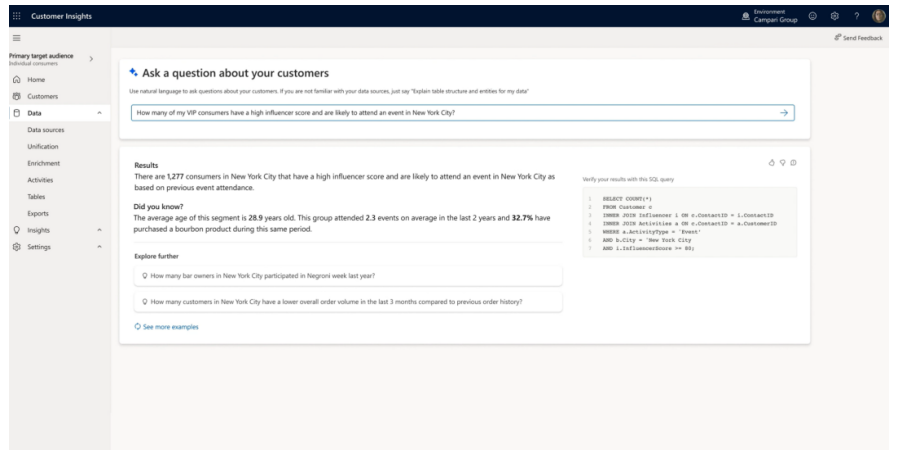 Customer Insights
Environment
Campari Group
?
Send Feedback
Primary target audience
Individual consumers
Home
Customers
Data
Data sources
Unification
Enrichment
Activities
Tables
Exports
Insights
Settings
Ask a question about your customers
Use natural language to ask questions about your customers. If you are not familiar with your data sources, just say "Explain table structure and entities for my data"
How many of my VIP consumers have a high influencer score and are likely to attend an event in New York City?
Results
There are 1,277 consumers in New York City that have a high influencer score and are likely to attend an event in New York City as
based on previous event attendance.
Did you know?
The average age of this segment is 28.9 years old. This group attended 2.3 events on average in the last 2 years and 32.7% have
purchased a bourbon product during this same period.
Explore further
How many bar owners in New York City participated in Negroni week last year?
How many customers in New York City have a lower overall order volume in the last 3 months compared to previous order history?
See more examples
Verify your results with this SQL query
1 SELECT COUNT(*)
2 FROM Customer c
3 INNER JOIN Influencer i ON c.ContactID = i.ContactID
4 INNER JOIN Activities a ON c.ContactID = a.CustomerID
5 WHERE a.ActivityType = 'Event'
6 AND b.City = 'New York City
7 AND i.InfluencerScore >= 80;